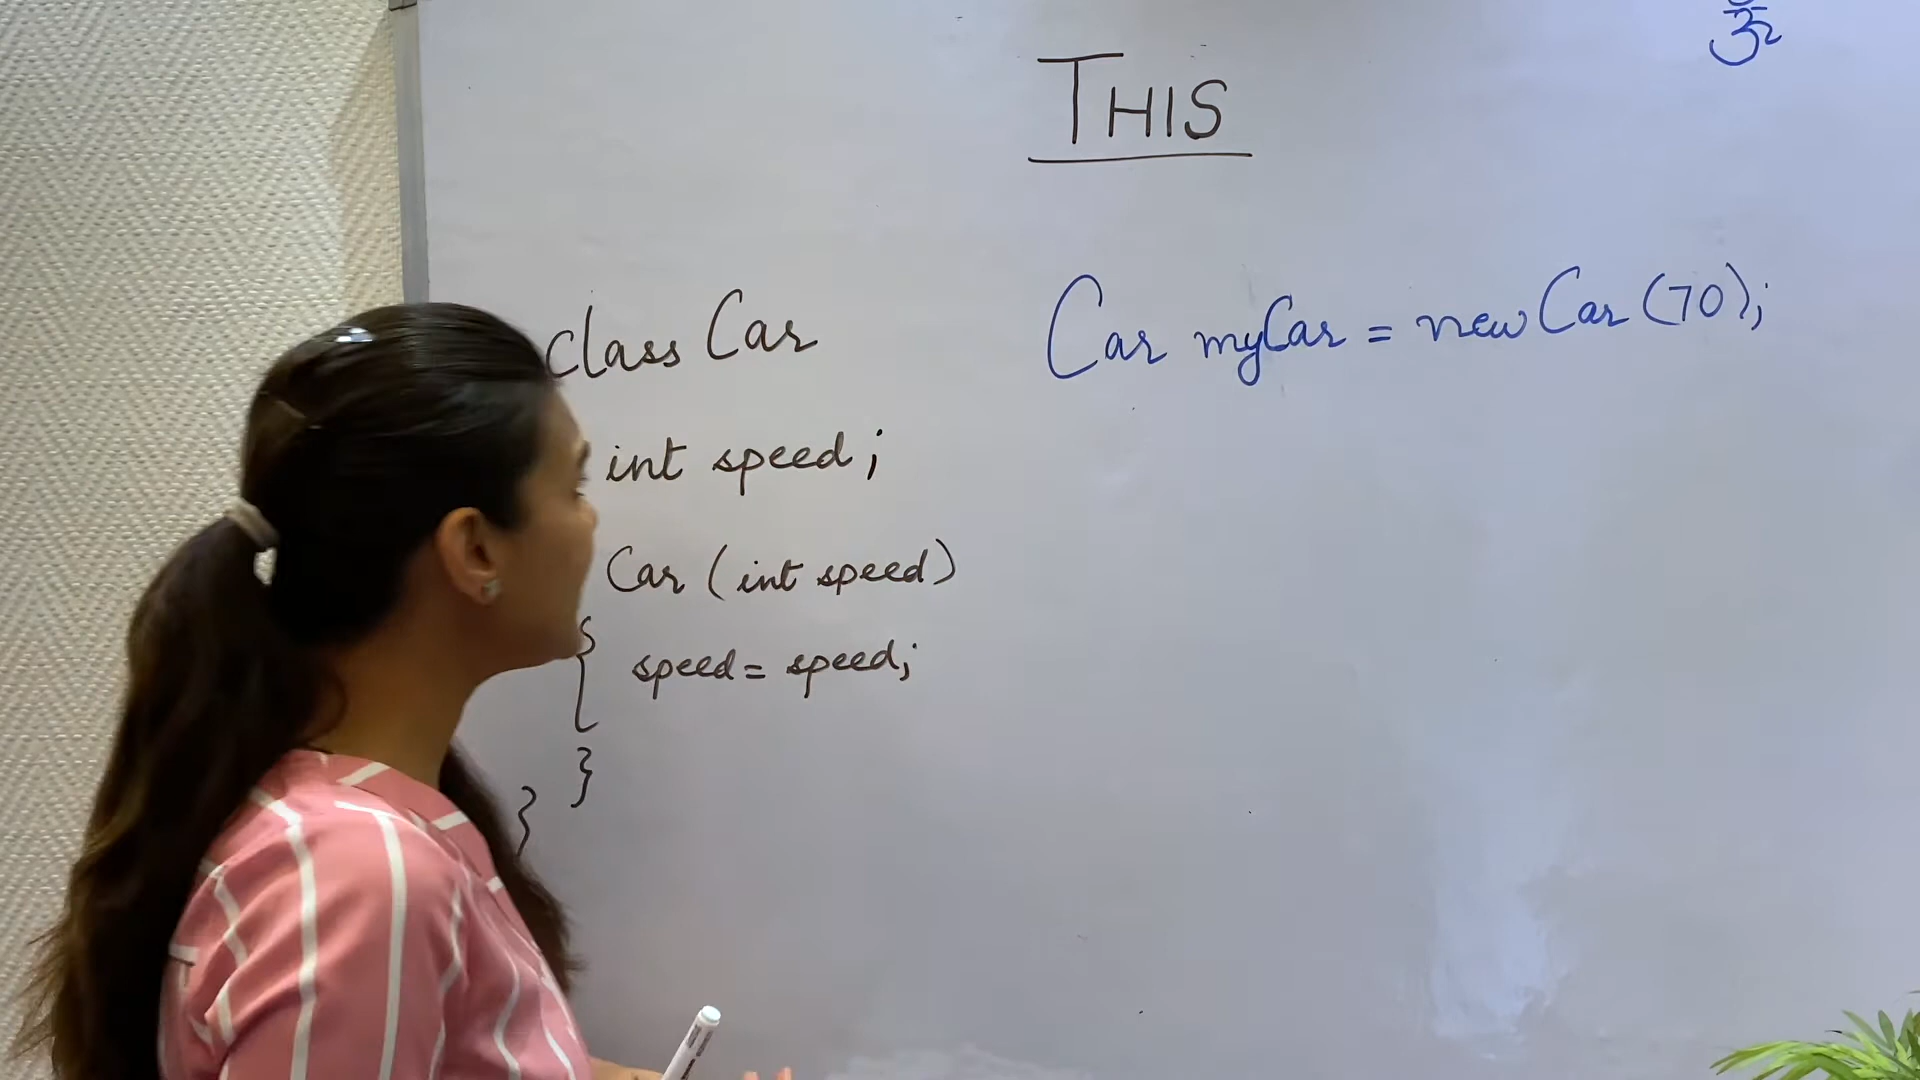 ॐ
THIS
class Car
int speed;
Car (int speed)
{ speed = speed;
}
}
Car myCar = new Car (70);